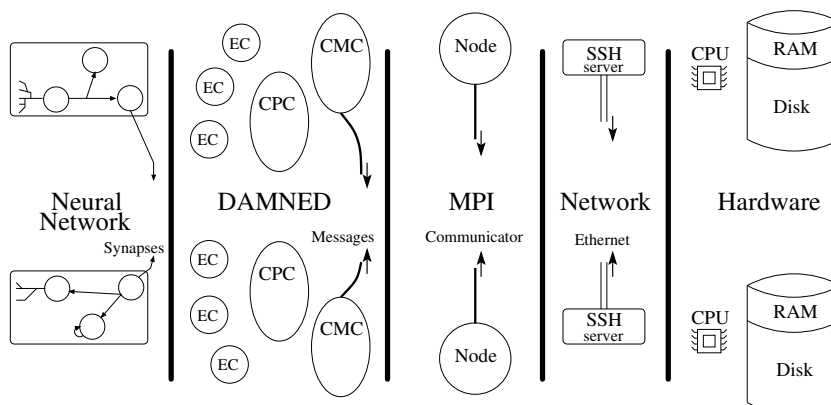 EC
EC
EC
CPC
CMC
Node
SSH
server
CPU
RAM
Disk
Neural
Network
DAMNED
MPI
Network
Hardware
Synapses
Messages
Communicator
Ethernet
EC
EC
EC
CPC
CMC
Node
SSH
server
CPU
RAM
Disk